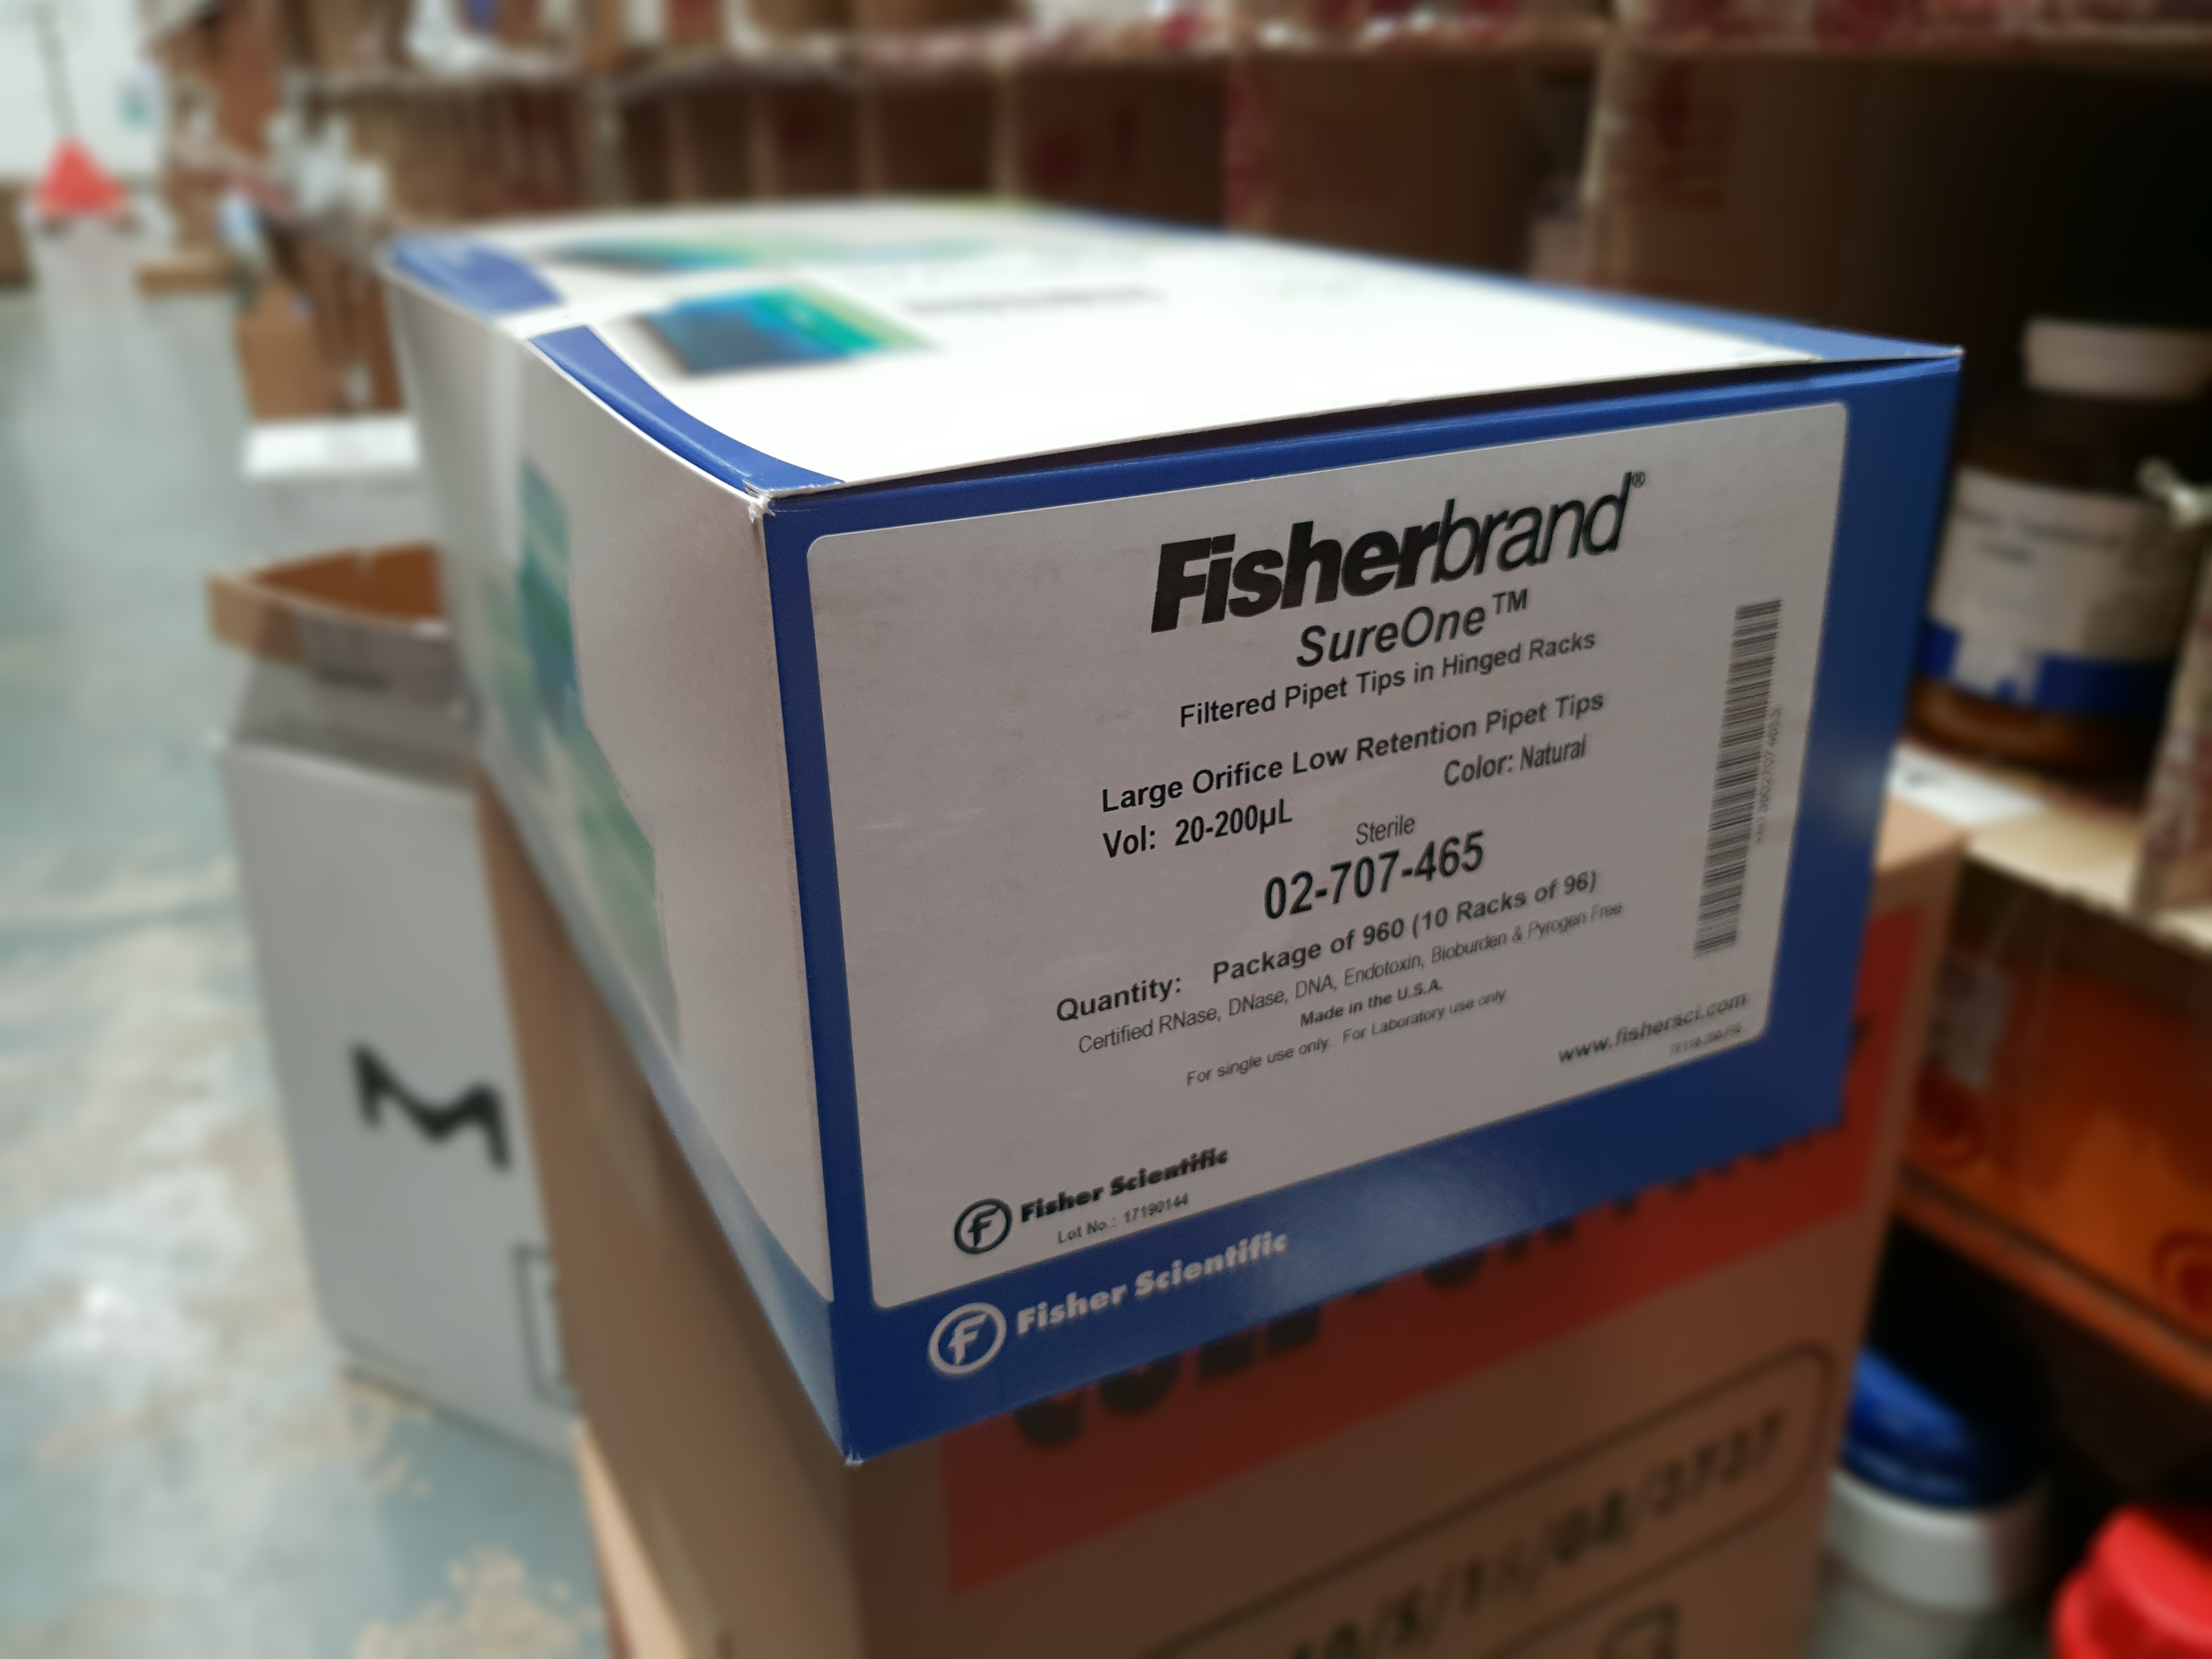 Fisherbrand®
SureOne™
Filtered Pipet Tips in Hinged Racks
Large Orifice Low Retention Pipet Tips
Vol: 20-200µL Color: Natural
Sterile
02-707-465
Quantity: Package of 960 (10 Racks of 96)
Certified RNase, DNase, DNA, Endotoxin, Bioburden & Pyrogen Free
Made in the U.S.A.
For single use only. For Laboratory use only.
www.fishersci.com
Fisher Scientific
Lot No.: 17190144
Fisher Scientific
M